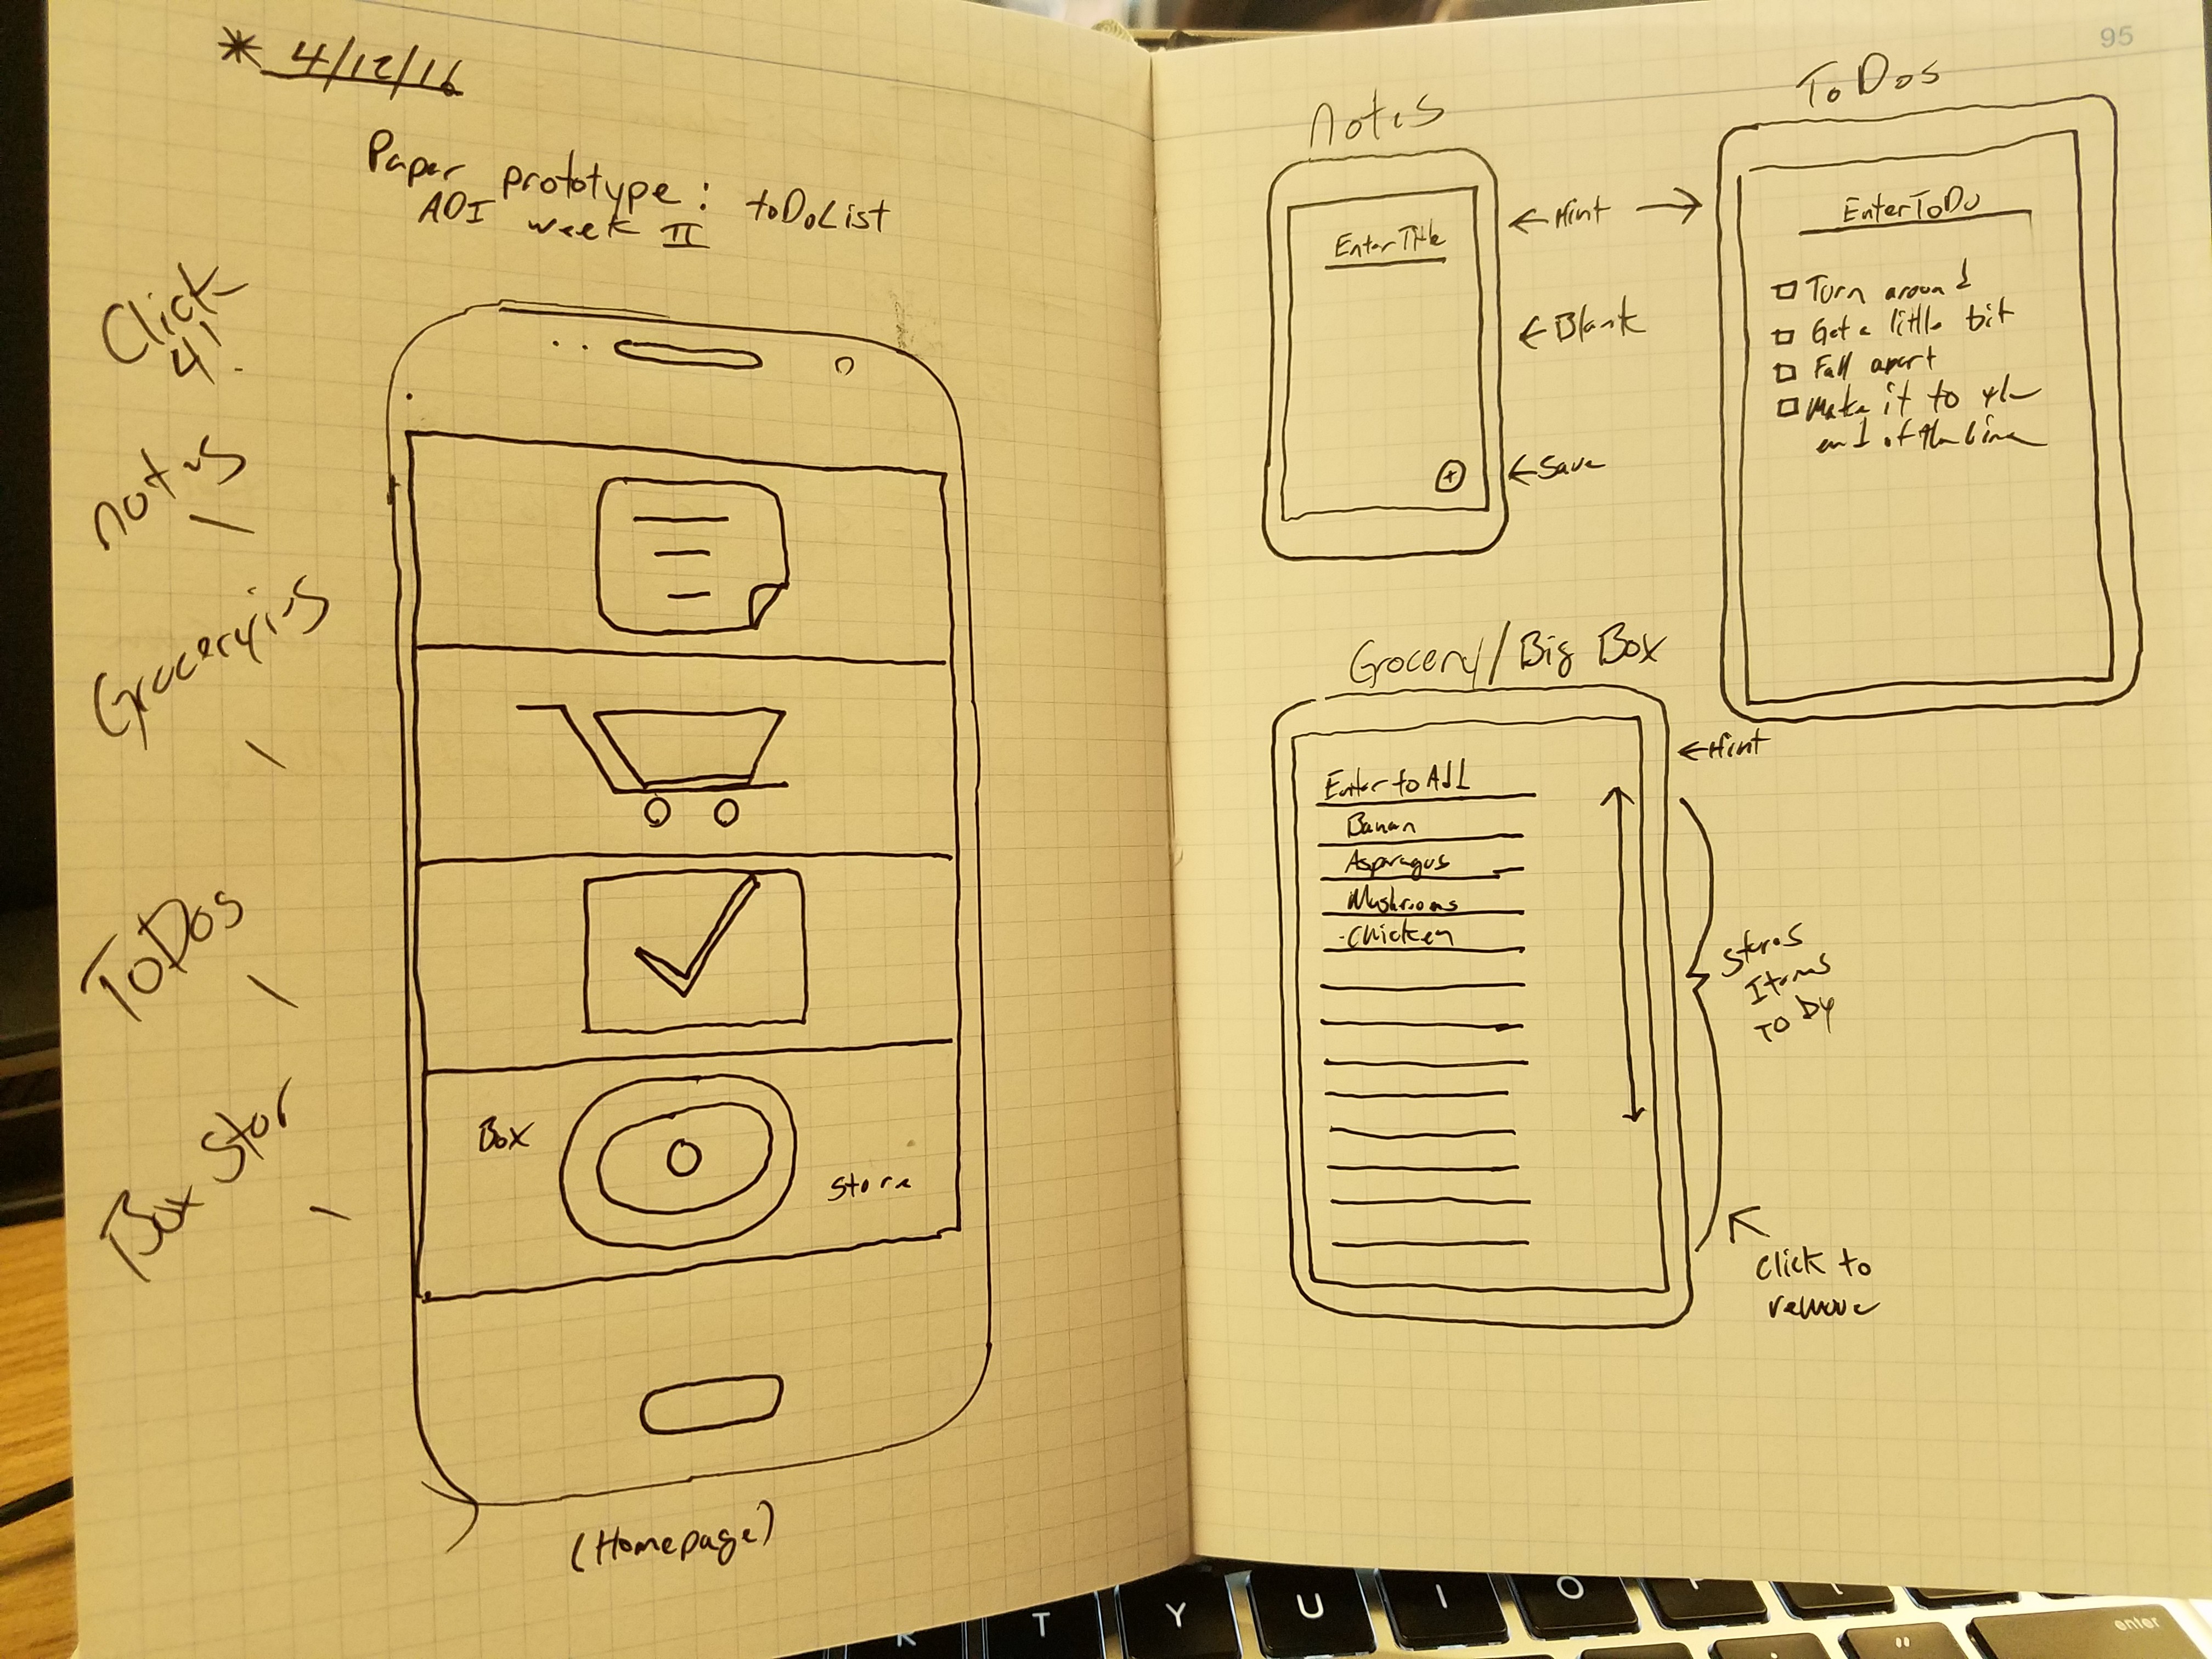 * 4/12/16
Paper prototype: toDoList
ADI week II
Click
4!
notes
Groceryies
ToDos
Box Stor
Box
Store
(Homepage)
95
Notes
Enter Title
← Hint →
← Blank
+
← Save
ToDos
Enter ToDo
Turn around
Get a little bit
Fall apart
Make it to the
end of the line
Grocery/Big Box
← Hint
Enter to Add
Banan
Asparagus
Mushrooms
-Chicken
Stores
Items
TO by
Click to
remove
R T Y U I O P [
" enter